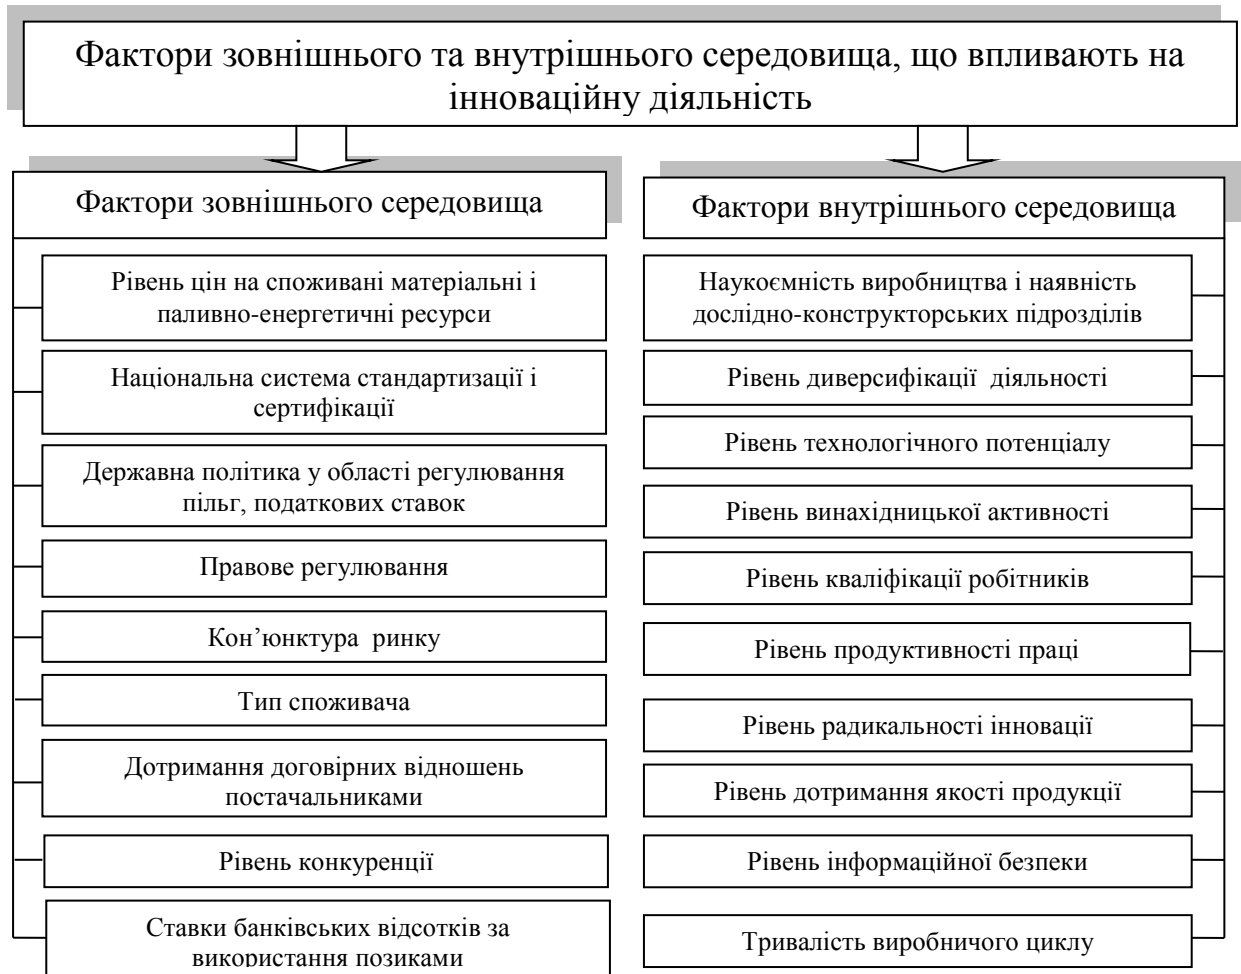 Фактори зовнішнього та внутрішнього середовища, що впливають на
інноваційну діяльність
Фактори зовнішнього середовища
Рівень цін на споживані матеріальні і
паливно-енергетичні ресурси
Національна система стандартизації і
сертифікації
Державна політика у області регулювання
пільг, податкових ставок
Правове регулювання
Кон’юнктура ринку
Тип споживача
Дотримання договірних відношень
постачальниками
Рівень конкуренції
Ставки банківських відсотків за
використання позиками
Фактори внутрішнього середовища
Наукоємність виробництва і наявність
дослідно-конструкторських підрозділів
Рівень диверсифікації діяльності
Рівень технологічного потенціалу
Рівень винахідницької активності
Рівень кваліфікації робітників
Рівень продуктивності праці
Рівень радикальності інновації
Рівень дотримання якості продукції
Рівень інформаційної безпеки
Тривалість виробничого циклу